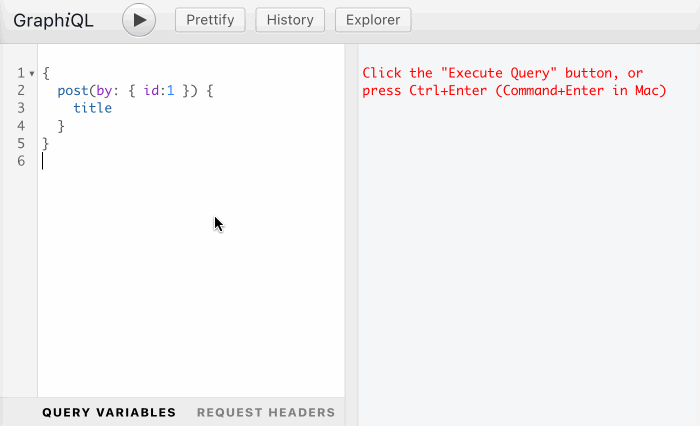 GraphiQL Prettify History Explorer
1 {
2   post(by: { id:1 }) {
3     title
4   }
5 }
6
Click the "Execute Query" button, or
press Ctrl+Enter (Command+Enter in Mac)
QUERY VARIABLES REQUEST HEADERS